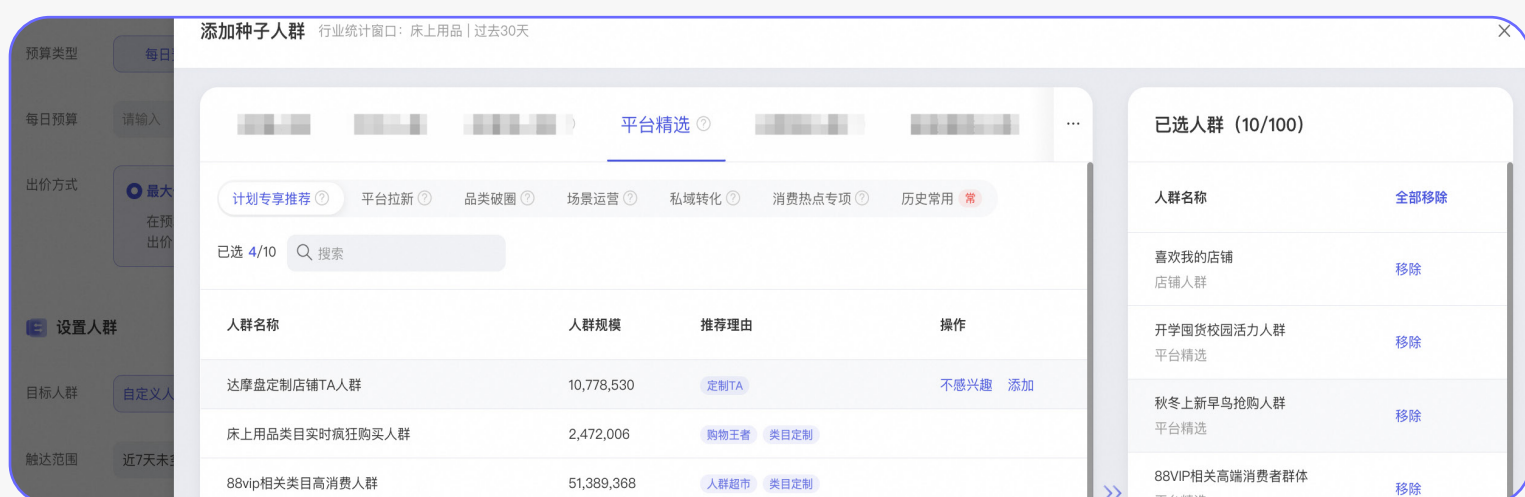 添加种子人群 行业统计窗口：床上用品 | 过去30天
预算类型 每日
每日预算 请输入
出价方式 最大
在预
出价
设置人群
目标人群 自定义人
触达范围 近7天未
平台精选
...
计划专享推荐 平台拉新 品类破圈 场景运营 私域转化 消费热点专项 历史常用 常
已选 4/10 搜索
人群名称 人群规模 推荐理由 操作
达摩盘定制店铺TA人群 10,778,530 定制TA 不感兴趣 添加
床上用品类目实时疯狂购买人群 2,472,006 购物王者 类目定制
88vip相关类目高消费人群 51,389,368 人群超市 类目定制
已选人群（10/100）
人群名称 全部移除
喜欢我的店铺
店铺人群
移除
开学囤货校园活力人群
平台精选
移除
秋冬上新早鸟抢购人群
平台精选
移除
88VIP相关高端消费者群体
移除